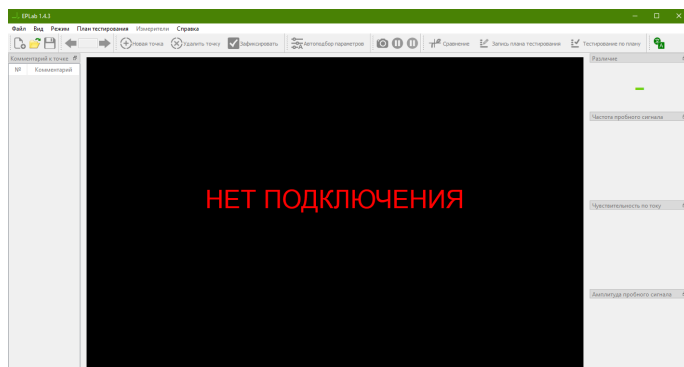 EPLab 1.4.1
Файл Вид Режим План тестирования Измерители Справка
Новая точка Удалить точку Зафиксировать Автоподбор параметров Сравнение Запись плана тестирования Тестирование по плану
Комментарий к точке
№ Комментарий
Различие
-
Частота пробного сигнала
НЕТ ПОДКЛЮЧЕНИЯ
Чувствительность по току
Амплитуда пробного сигнала